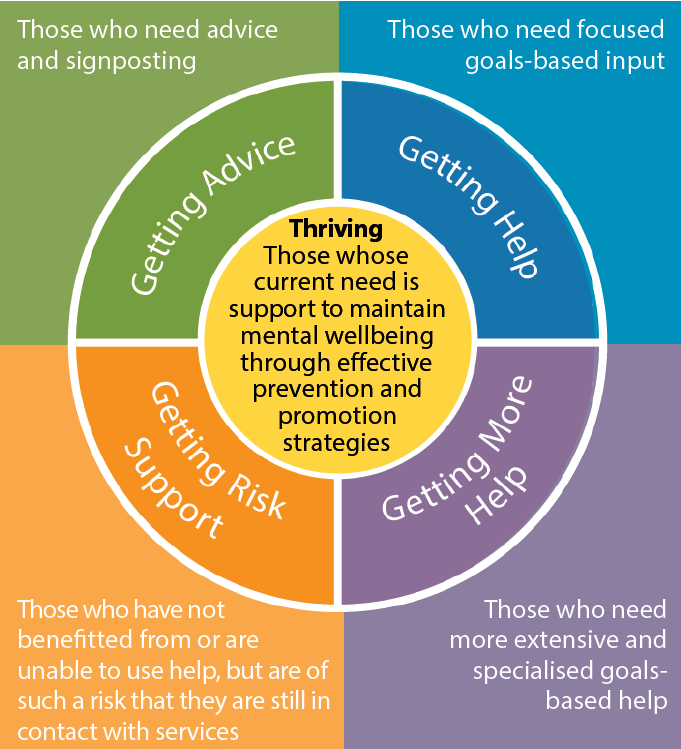 Those who need advice
and signposting
Those who need focused
goals-based input
Getting Advice
Getting Help
Thriving
Those whose
current need is
support to maintain
mental wellbeing
through effective
prevention and
promotion
strategies
Getting Risk
Support
Getting More
Help
Those who have not
benefitted from or are
unable to use help, but are of
such a risk that they are still in
contact with services
Those who need
more extensive and
specialised goals-
based help